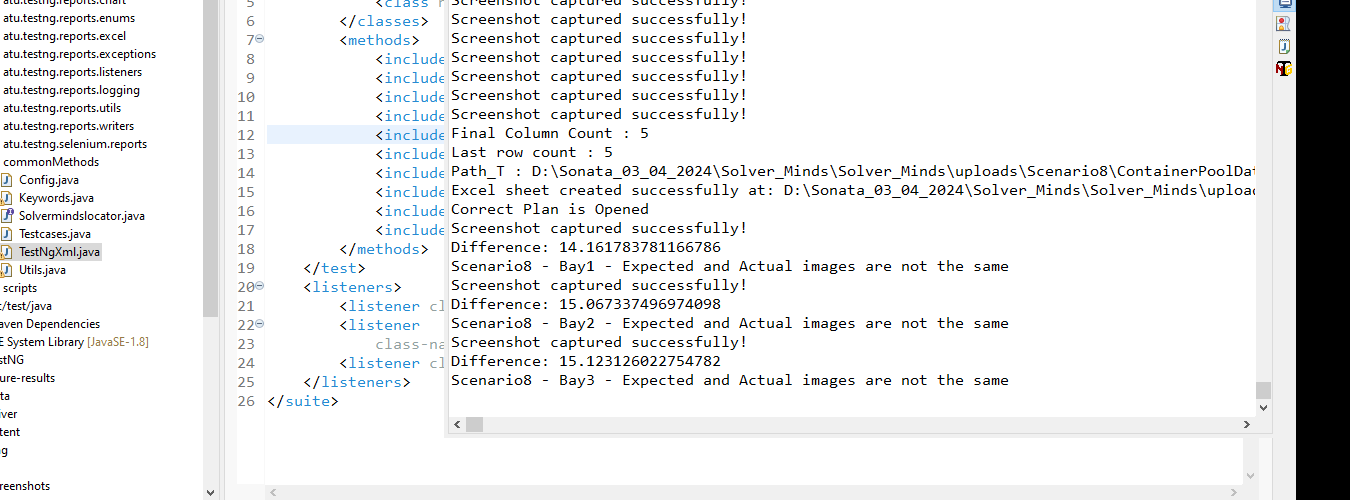 atu.testng.reports.chart
atu.testng.reports.enums
atu.testng.reports.excel
atu.testng.reports.exceptions
atu.testng.reports.listeners
atu.testng.reports.logging
atu.testng.reports.utils
atu.testng.reports.writers
atu.testng.selenium.reports
commonMethods
Config.java
Keywords.java
Solvermindslocator.java
Testcases.java
TestNgXml.java
Utils.java
scripts
c/test/java
aven Dependencies
E System Library [JavaSE-1.8]
stNG
ure-results
ta
iver
tent
ng
reenshots
5 <class n
6 </classes>
7 <methods>
8 <include
9 <include
10 <include
11 <include
12 <include
13 <include
14 <include
15 <include
16 <include
17 <include
18 </methods>
19 </test>
20 <listeners>
21 <listener cl
22 <listener
23 class-na
24 <listener cl
25 </listeners>
26 </suite>
Screenshot captured successfully!
Screenshot captured successfully!
Screenshot captured successfully!
Screenshot captured successfully!
Screenshot captured successfully!
Screenshot captured successfully!
Screenshot captured successfully!
Final Column Count : 5
Last row count : 5
Path_T : D:\Sonata_03_04_2024\Solver_Minds\Solver_Minds\uploads\Scenario8\ContainerPoolDat
Excel sheet created successfully at: D:\Sonata_03_04_2024\Solver_Minds\Solver_Minds\uploac
Correct Plan is Opened
Screenshot captured successfully!
Difference: 14.161783781166786
Scenario8 - Bay1 - Expected and Actual images are not the same
Screenshot captured successfully!
Difference: 15.067337496974098
Scenario8 - Bay2 - Expected and Actual images are not the same
Screenshot captured successfully!
Difference: 15.123126022754782
Scenario8 - Bay3 - Expected and Actual images are not the same